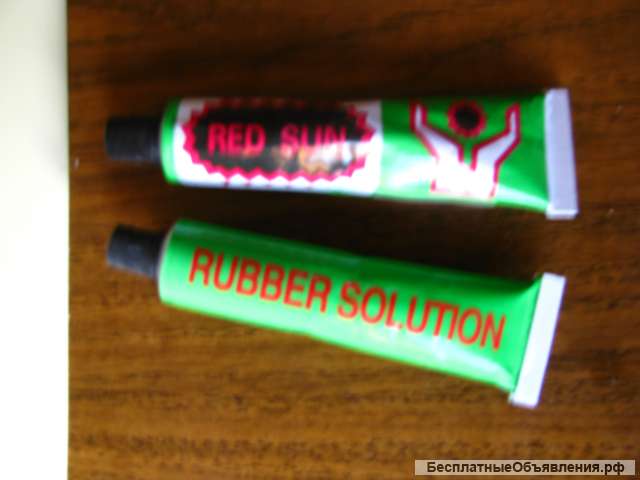 RED SUN
RUBBER SOLUTION
БесплатныеОбъявления.рф